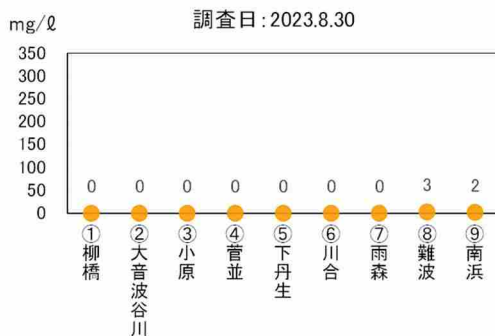 調査日:2023.8.30
mg/ℓ
350
300
250
200
150
100
50
0
0 0 0 0 0 0 0 3 2
①柳橋
②大音波谷川
③小原
④菅並
⑤下丹生
⑥川合
⑦雨森
⑧難波
⑨南浜